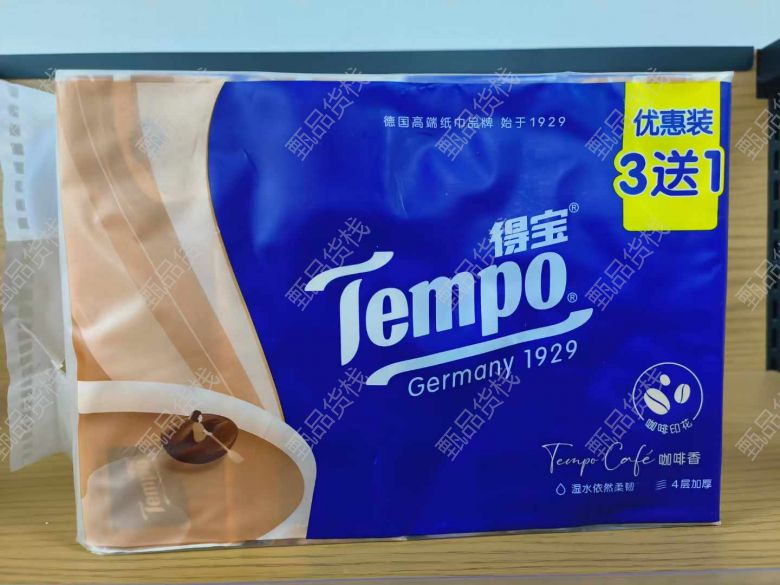 德国高端纸巾品牌 始于1929
优惠装
3送1
得宝®
Tempo®
Germany 1929
咖啡印花
Tempo Café 咖啡香
湿水依然柔韧 4层加厚
Tempo
甄品货栈